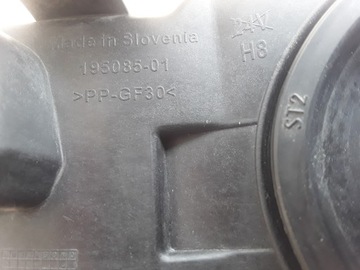 Made in Slovenia
195085-01
>PP-GF30<
H8
ST2